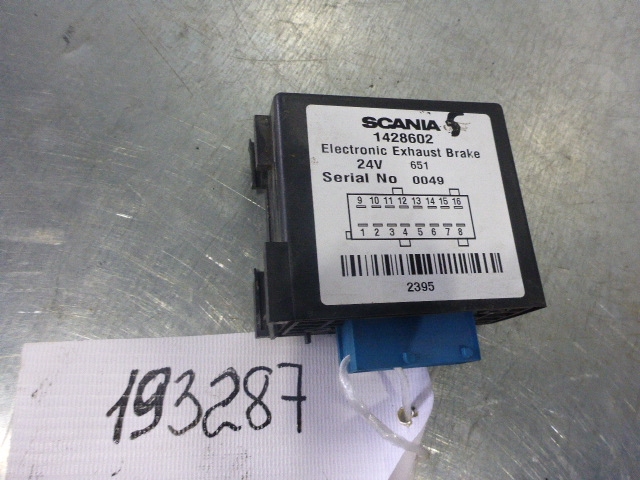 SCANIA 5
1428602
Electronic Exhaust Brake
24V 651
Serial No 0049
9 10 11 12 13 14 15 16
1 2 3 4 5 6 7 8
2395
193287